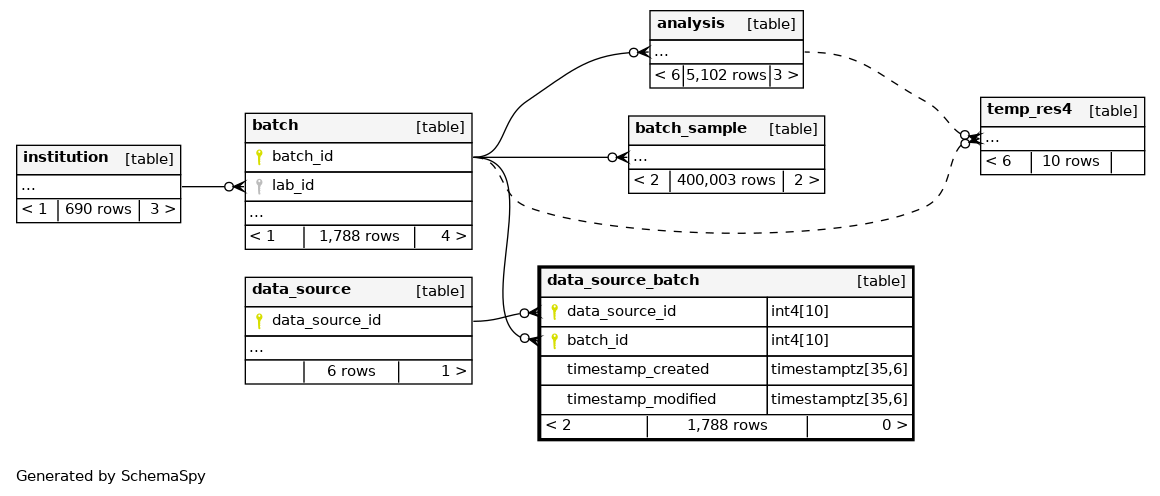 analysis [table]
...
< 6 5,102 rows 3 >
temp_res4 [table]
...
< 6 10 rows
batch [table]
batch_id
lab_id
...
< 1 1,788 rows 4 >
batch_sample [table]
...
< 2 400,003 rows 2 >
institution [table]
...
< 1 690 rows 3 >
data_source [table]
data_source_id
...
6 rows 1 >
data_source_batch [table]
data_source_id int4[10]
batch_id int4[10]
timestamp_created timestamptz[35,6]
timestamp_modified timestamptz[35,6]
< 2 1,788 rows 0 >
Generated by SchemaSpy